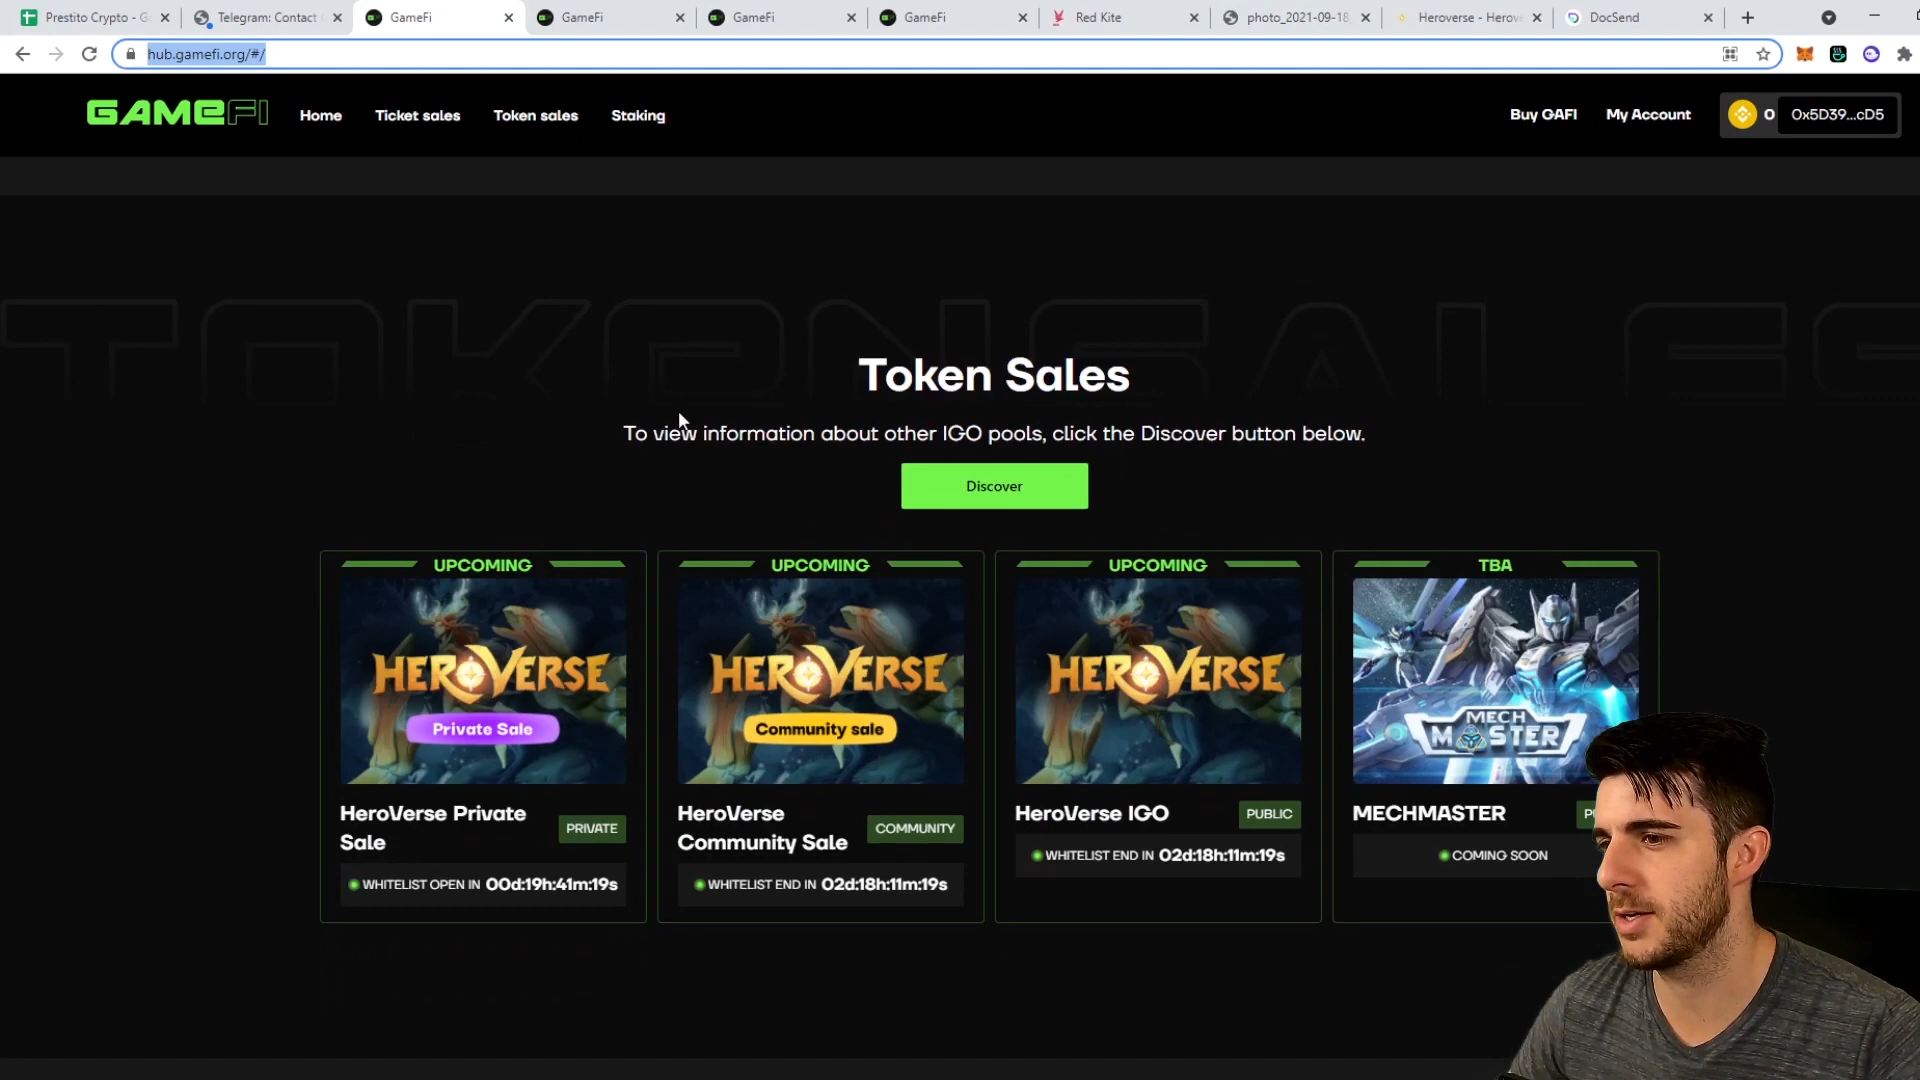 Prestito Crypto - G
Telegram: Contact
GameFi
GameFi
GameFi
GameFi
Red Kite
photo_2021-09-18
Heroverse - Herov
DocSend
hub.gamefi.org/#/
GAMEFI
Home
Ticket sales
Token sales
Staking
Buy GAFI
My Account
0
0x5D39...cD5
TOKEN SALES
Token Sales
To view information about other IGO pools, click the Discover button below.
Discover
UPCOMING
HEROVERSE
Private Sale
HeroVerse Private
Sale
PRIVATE
WHITELIST OPEN IN 00d:19h:41m:19s
UPCOMING
HEROVERSE
Community sale
HeroVerse
Community Sale
COMMUNITY
WHITELIST END IN 02d:18h:11m:19s
UPCOMING
HEROVERSE
HeroVerse IGO
PUBLIC
WHITELIST END IN 02d:18h:11m:19s
TBA
MECH
MASTER
MECHMASTER
COMING SOON